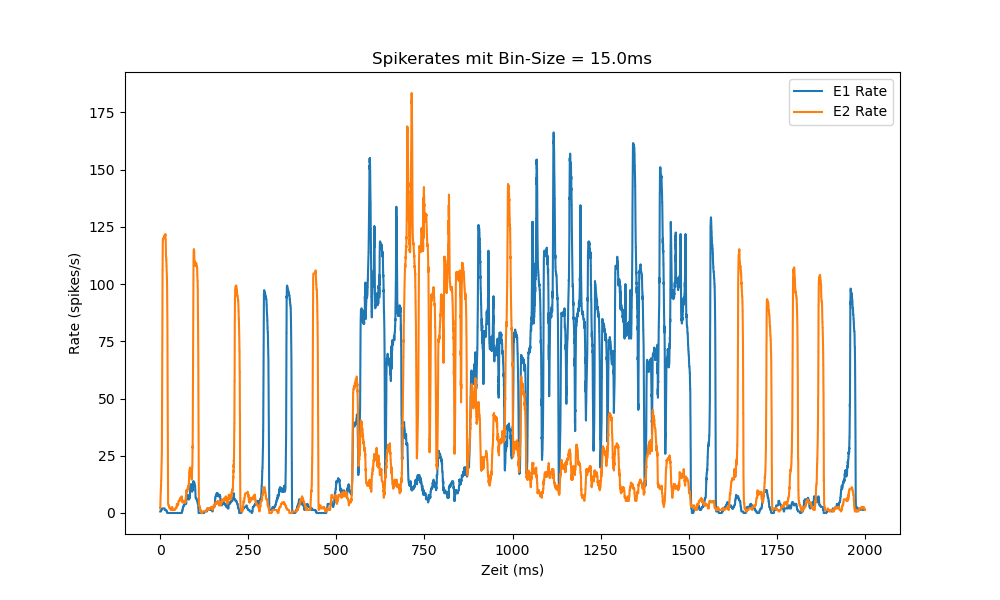 Spikerates mit Bin-Size = 15.0ms
E1 Rate
E2 Rate
175
150
125
100
75
50
25
0
Rate (spikes/s)
0 250 500 750 1000 1250 1500 1750 2000
Zeit (ms)